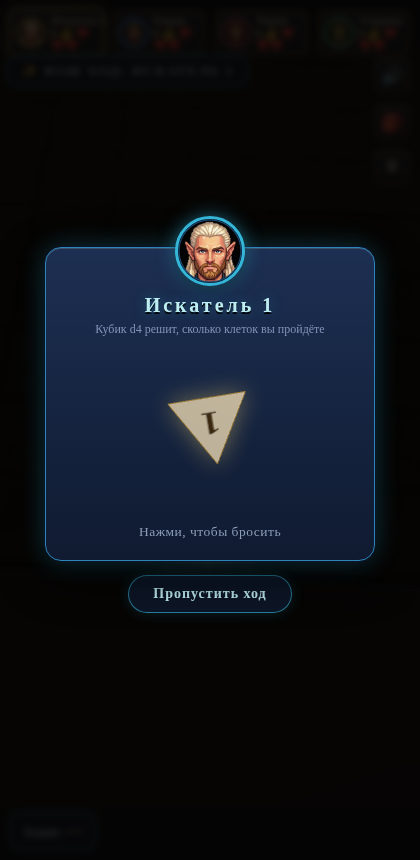 Искатель 1
Кубик d4 решит, сколько клеток вы пройдёте
1
Нажми, чтобы бросить
Пропустить ход